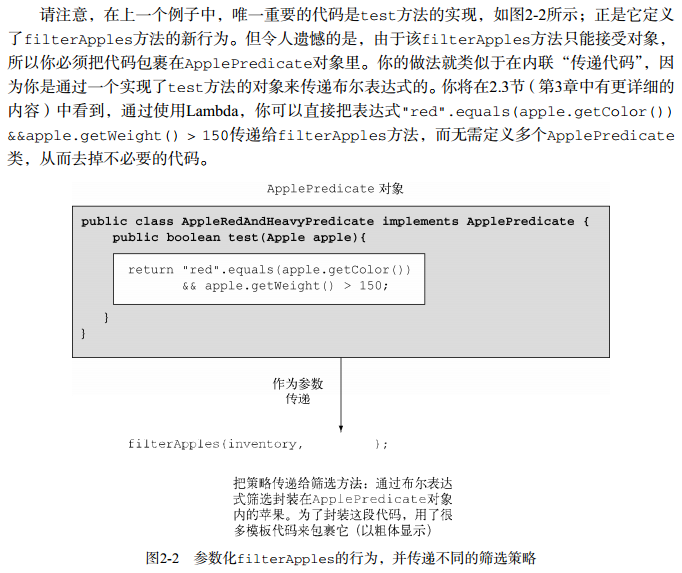 请注意，在上一个例子中，唯一重要的代码是test方法的实现，如图2-2所示；正是它定义
了filterApples方法的新行为。但令人遗憾的是，由于该filterApples方法只能接受对象，
所以你必须把代码包裹在ApplePredicate对象里。你的做法就类似于在内联“传递代码”，因
为你是通过一个实现了test方法的对象来传递布尔表达式的。你将在2.3节（第3章中有更详细的
内容）中看到，通过使用Lambda，你可以直接把表达式"red".equals(apple.getColor())
&&apple.getWeight() > 150传递给filterApples方法，而无需定义多个ApplePredicate
类，从而去掉不必要的代码。
ApplePredicate 对象
public class AppleRedAndHeavyPredicate implements ApplePredicate {
public boolean test(Apple apple){
return "red".equals(apple.getColor())
&& apple.getWeight() > 150;
}
}
作为参数
传递
filterApples(inventory, );
把策略传递给筛选方法：通过布尔表达
式筛选封装在ApplePredicate对象
内的苹果。为了封装这段代码，用了很
多模板代码来包裹它（以粗体显示）
图2-2 参数化filterApples的行为，并传递不同的筛选策略